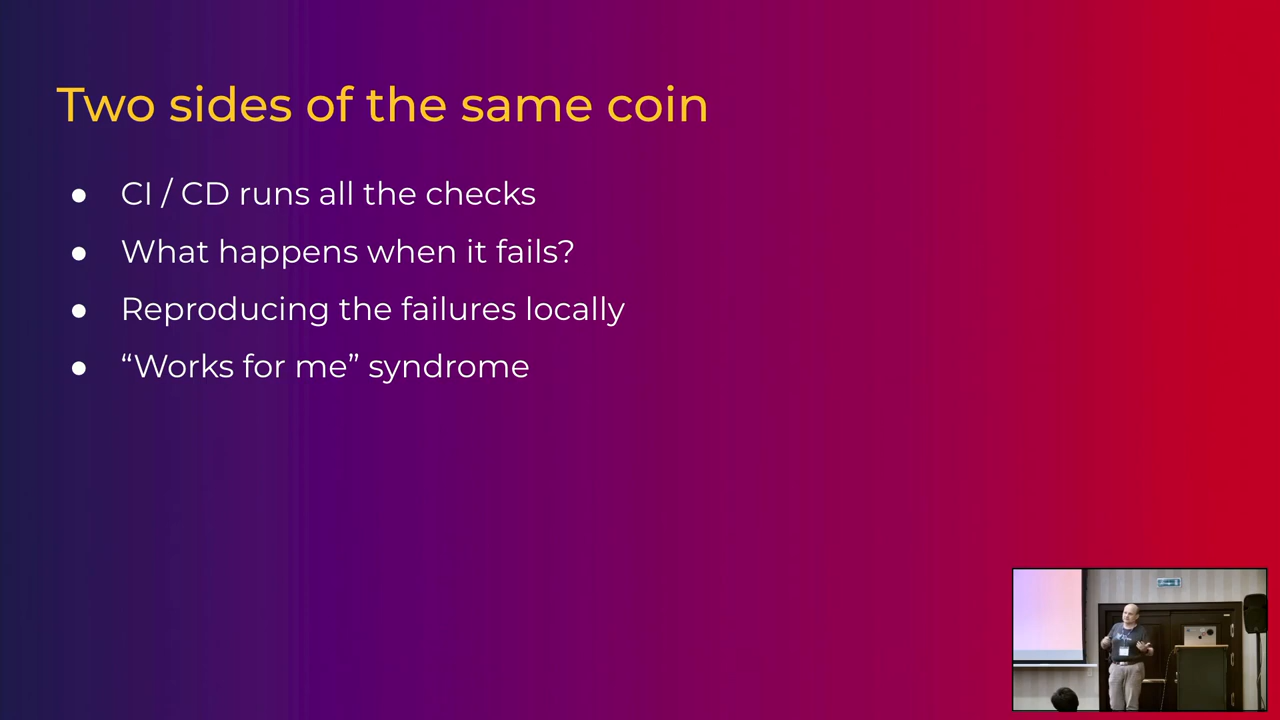 Two sides of the same coin
● CI / CD runs all the checks
● What happens when it fails?
● Reproducing the failures locally
● “Works for me” syndrome